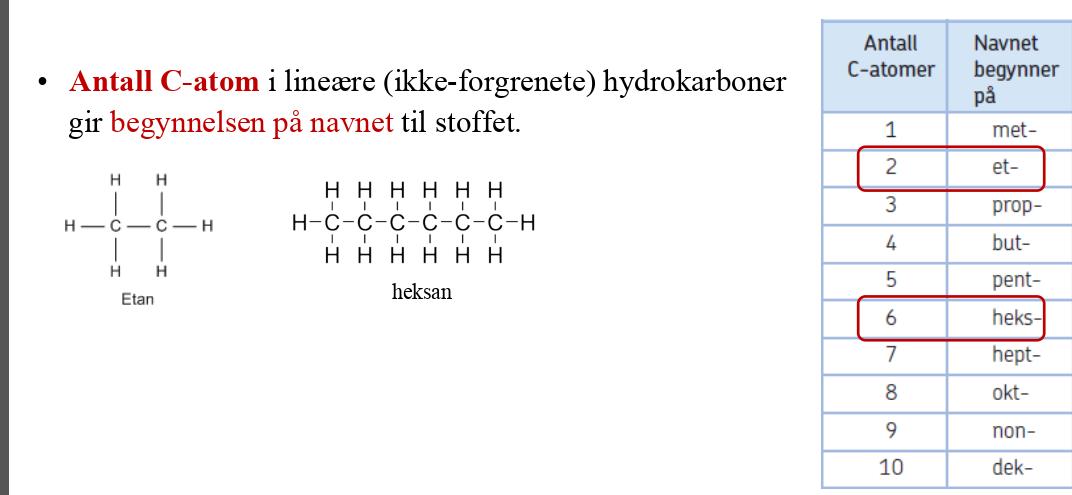 • Antall C-atom i lineære (ikke-forgrenete) hydrokarboner
gir begynnelsen på navnet til stoffet.
H H
H—C—C—H
H H
Etan
H H H H H H
H-C-C-C-C-C-C-H
H H H H H H
heksan
Antall C-atomer
Navnet begynner på
1 met-
2 et-
3 prop-
4 but-
5 pent-
6 heks-
7 hept-
8 okt-
9 non-
10 dek-